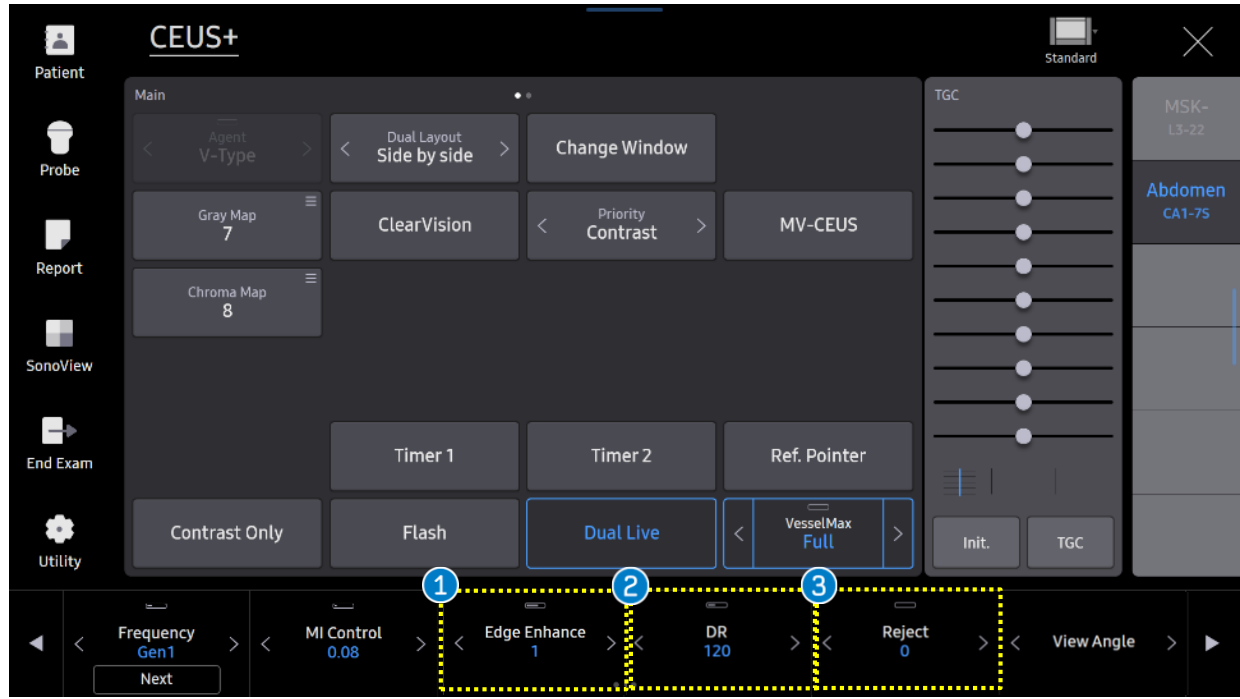 CEUS+
Standard
Patient
Probe
Report
SonoView
End Exam
Utility
Main
Agent
V-Type
Dual Layout
Side by side
Change Window
Gray Map
7
ClearVision
Priority
Contrast
MV-CEUS
Chroma Map
8
Timer 1
Timer 2
Ref. Pointer
Contrast Only
Flash
Dual Live
VesselMax
Full
TGC
Init.
TGC
MSK-
L3-22
Abdomen
CA1-7S
1
2
3
Frequency
Gen1
Next
MI Control
0.08
Edge Enhance
1
DR
120
Reject
0
View Angle